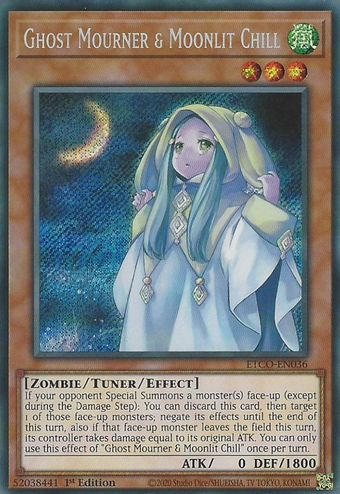 GHOST MOURNER & MOONLIT CHILL
風
ETCO-EN036
[ZOMBIE/TUNER/EFFECT]
If your opponent Special Summons a monster(s) face-up (except
during the Damage Step): You can discard this card, then target
1 of those face-up monsters; negate its effects until the end of
this turn, also if that face-up monster leaves the field this turn,
its controller takes damage equal to its original ATK. You can only
use this effect of "Ghost Mourner & Moonlit Chill" once per turn.
ATK/ 0 DEF/1800
52038441 1st Edition ©2020 Studio Dice/SHUEISHA, TV TOKYO, KONAMI